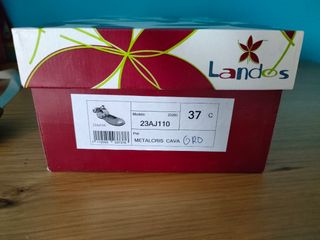 Landos
Modelo
37 C
23AJ110
Piel
METALCRIS CAVA ORO